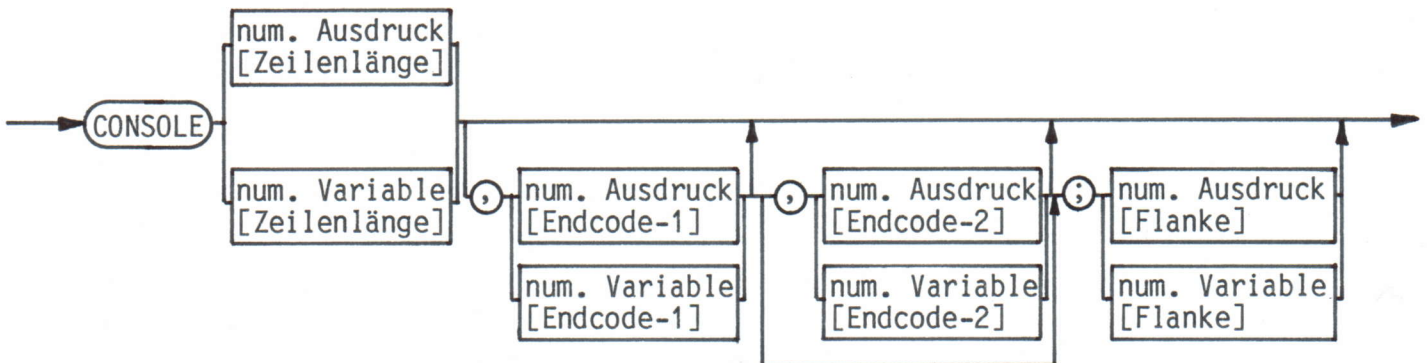 num. Ausdruck
[Zeilenlänge]
CONSOLE
num. Variable
[Zeilenlänge]
,
num. Ausdruck
[Endcode-1]
num. Variable
[Endcode-1]
,
num. Ausdruck
[Endcode-2]
num. Variable
[Endcode-2]
;
num. Ausdruck
[Flanke]
num. Variable
[Flanke]